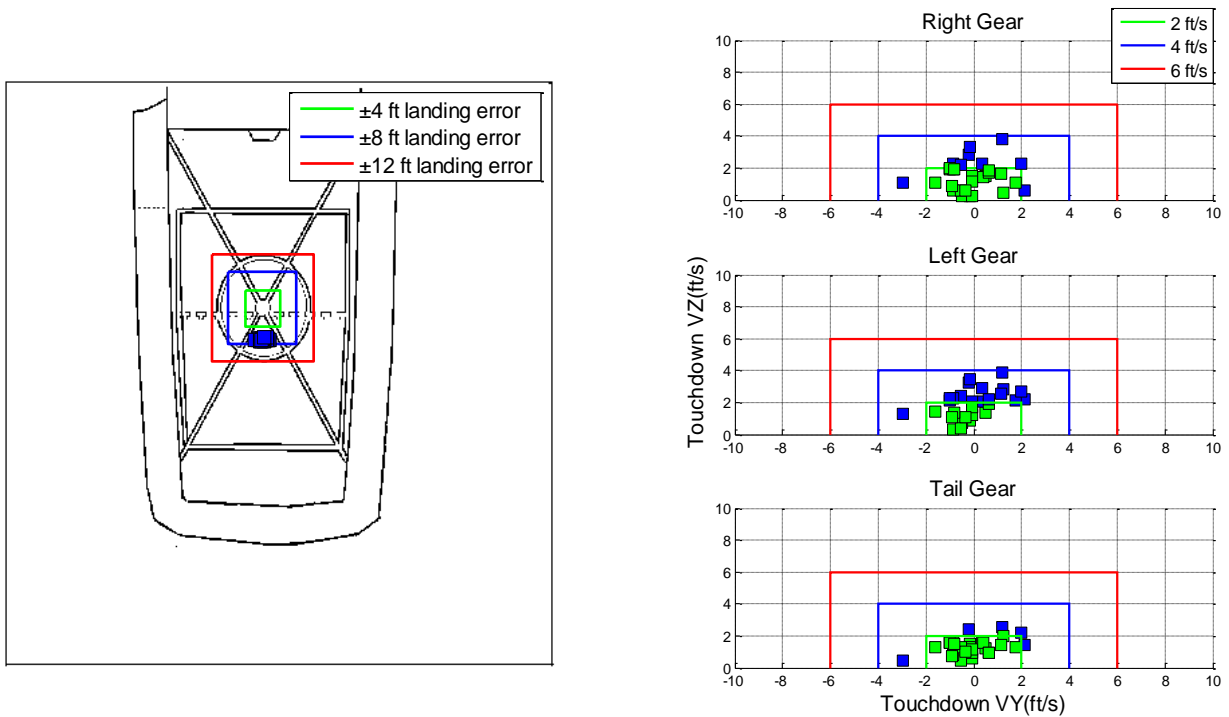 ±4 ft landing error
±8 ft landing error
±12 ft landing error
Right Gear
2 ft/s
4 ft/s
6 ft/s
10
8
6
4
2
0
-10 -8 -6 -4 -2 0 2 4 6 8 10
Left Gear
Touchdown VZ(ft/s)
10
8
6
4
2
0
-10 -8 -6 -4 -2 0 2 4 6 8 10
Tail Gear
10
8
6
4
2
0
-10 -8 -6 -4 -2 0 2 4 6 8 10
Touchdown VY(ft/s)